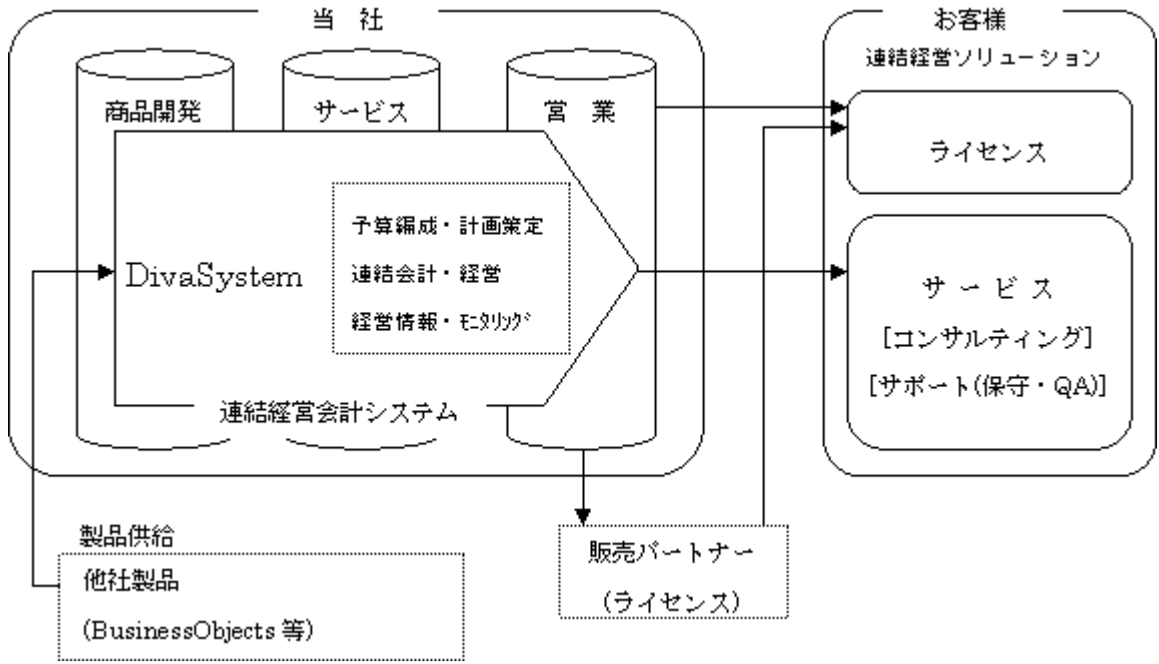 当 社
商品開発
サービス
営 業
DivaSystem
予算編成・計画策定
連結会計・経営
経営情報・ﾓﾆﾀﾘﾝｸﾞ
連結経営会計システム
お客様
連結経営ソリューション
ライセンス
サ ー ビ ス
[コンサルティング]
[サポート(保守・QA)]
製品供給
他社製品
(BusinessObjects 等)
販売パートナー
(ライセンス)